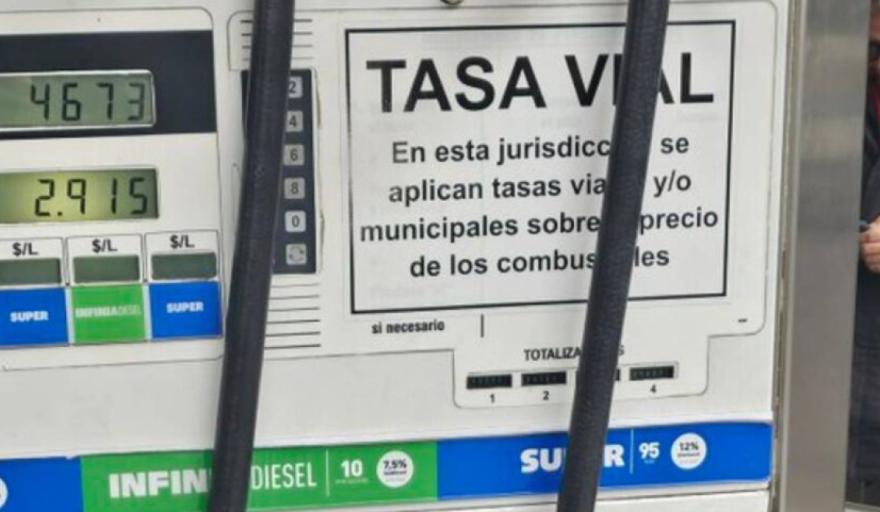 4673
2.915
$/L $/L $/L
SUPER INFINIA DIESEL SUPER
2
4
6
8
0
TASA VIAL
En esta jurisdicc se
aplican tasas via y/o
municipales sobre precio
de los combus les
si necesario
TOTALIZA S
1 2 4
INFIN DIESEL 10 7,5%
SU R 95 12%